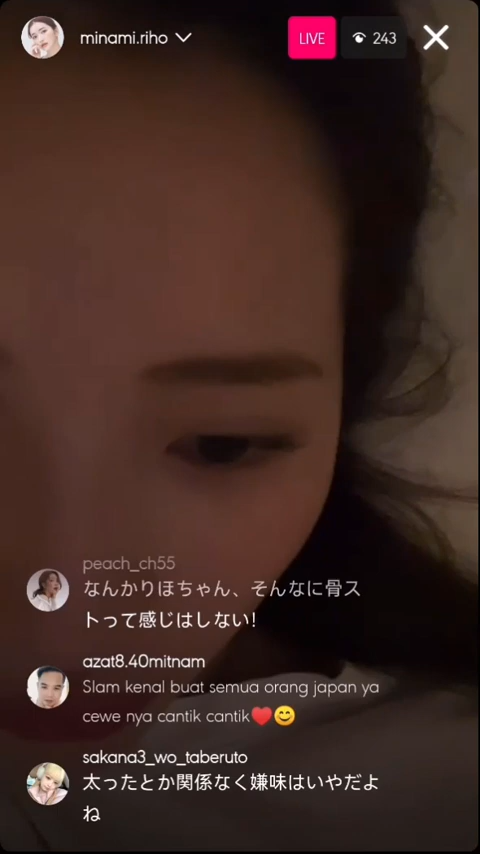 minami.riho
LIVE
243
peach_ch55
なんかりほちゃん、そんなに骨ス
トって感じはしない!
azat8.40mitnam
Slam kenal buat semua orang japan ya
cewe nya cantik cantik❤️😊
sakana3_wo_taberuto
太ったとか関係なく嫌味はいやだよ
ね